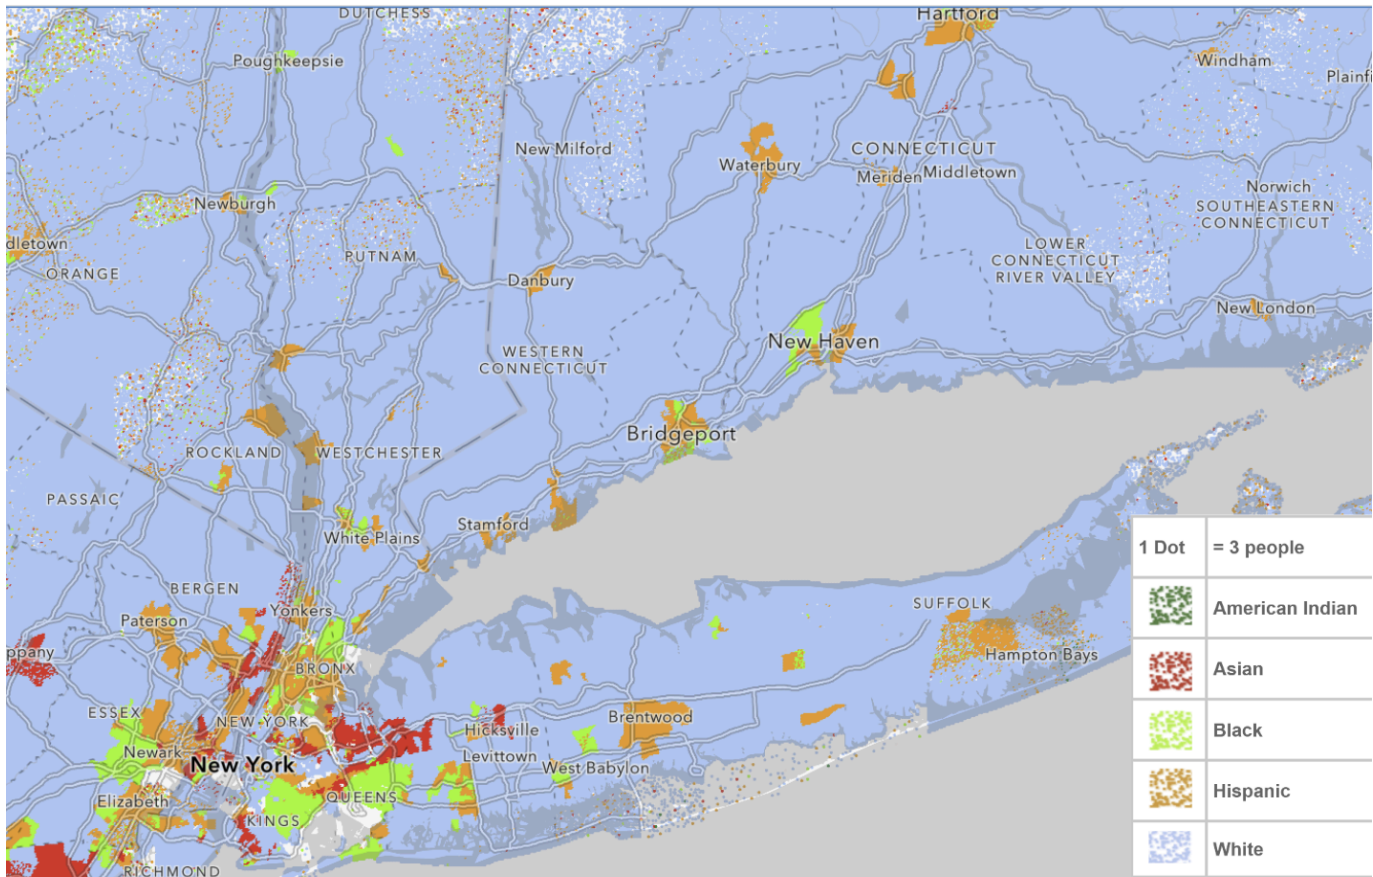 DUTCHESS
Hartford
Poughkeepsie
Windham
Plainfi
New Milford
CONNECTICUT
Waterbury
Meriden
Middletown
Norwich
SOUTHEASTERN
CONNECTICUT
Newburgh
dletown
ORANGE
PUTNAM
LOWER
CONNECTICUT
RIVER VALLEY
Danbury
New London
New Haven
WESTERN
CONNECTICUT
Bridgeport
ROCKLAND
WESTCHESTER
PASSAIC
Stamford
White Plains
BERGEN
Yonkers
Paterson
SUFFOLK
ppany
BRONX
Hampton Bays
ESSEX
NEW YORK
Hicksville
Brentwood
Newark
New York
Levittown
West Babylon
Elizabeth
QUEENS
KINGS
RICHMOND
1 Dot = 3 people
American Indian
Asian
Black
Hispanic
White